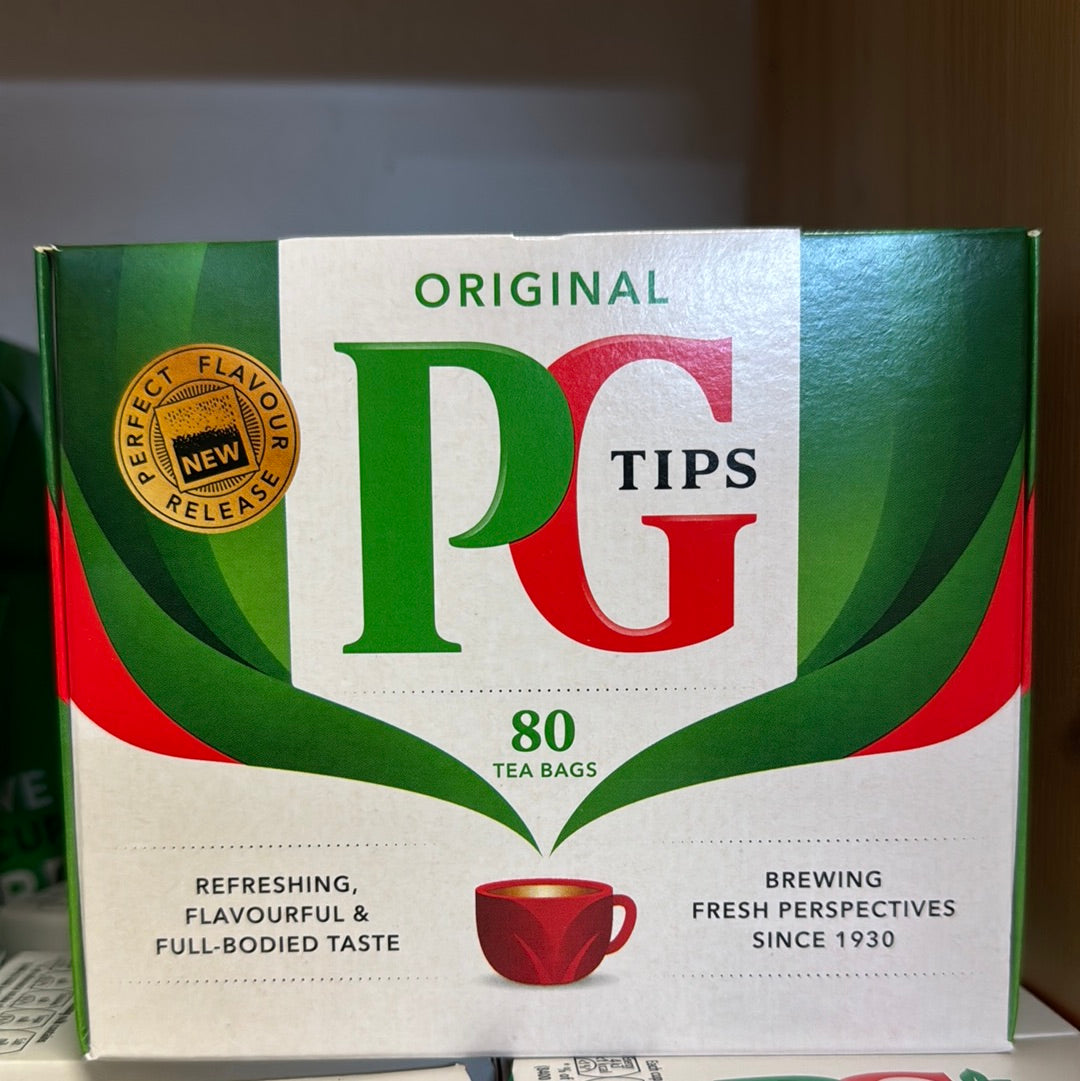 ORIGINAL
PG
TIPS
PERFECT FLAVOUR
NEW
RELEASE
80
TEA BAGS
REFRESHING,
FLAVOURFUL &
FULL-BODIED TASTE
BREWING
FRESH PERSPECTIVES
SINCE 1930